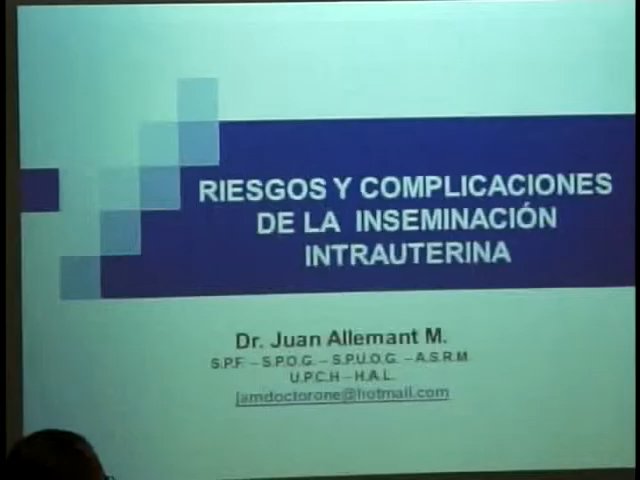 RIESGOS Y COMPLICACIONES
DE LA INSEMINACIÓN
INTRAUTERINA
Dr. Juan Allemant M.
S.P.F. – S.P.O.G. – S.P.U.O.G. – A.S.R.M
U.P.C.H – H.A.L.
jamdoctorone@hotmail.com